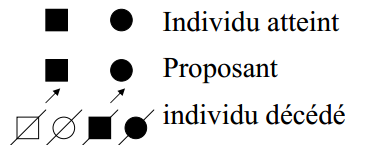 Individu atteint
Proposant
individu décédé